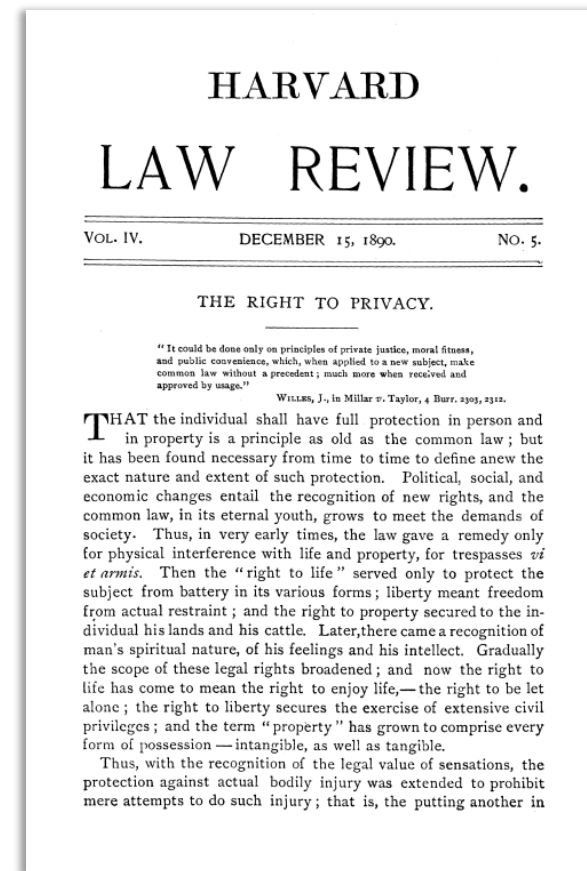 HARVARD
LAW REVIEW.
VOL. IV. DECEMBER 15, 1890. NO. 5.
THE RIGHT TO PRIVACY.
“ It could be done only on principles of private justice, moral fitness,
and public convenience, which, when applied to a new subject, make
common law without a precedent ; much more when received and
approved by usage.”
WILLES, J., in Millar v. Taylor, 4 Burr. 2303, 2312.
THAT the individual shall have full protection in person and
in property is a principle as old as the common law ; but
it has been found necessary from time to time to define anew the
exact nature and extent of such protection. Political, social, and
economic changes entail the recognition of new rights, and the
common law, in its eternal youth, grows to meet the demands of
society. Thus, in very early times, the law gave a remedy only
for physical interference with life and property, for trespasses vi
et armis. Then the “right to life” served only to protect the
subject from battery in its various forms ; liberty meant freedom
from actual restraint ; and the right to property secured to the in-
dividual his lands and his cattle. Later,there came a recognition of
man's spiritual nature, of his feelings and his intellect. Gradually
the scope of these legal rights broadened ; and now the right to
life has come to mean the right to enjoy life,— the right to be let
alone ; the right to liberty secures the exercise of extensive civil
privileges ; and the term “property” has grown to comprise every
form of possession — intangible, as well as tangible.
Thus, with the recognition of the legal value of sensations, the
protection against actual bodily injury was extended to prohibit
mere attempts to do such injury ; that is, the putting another in